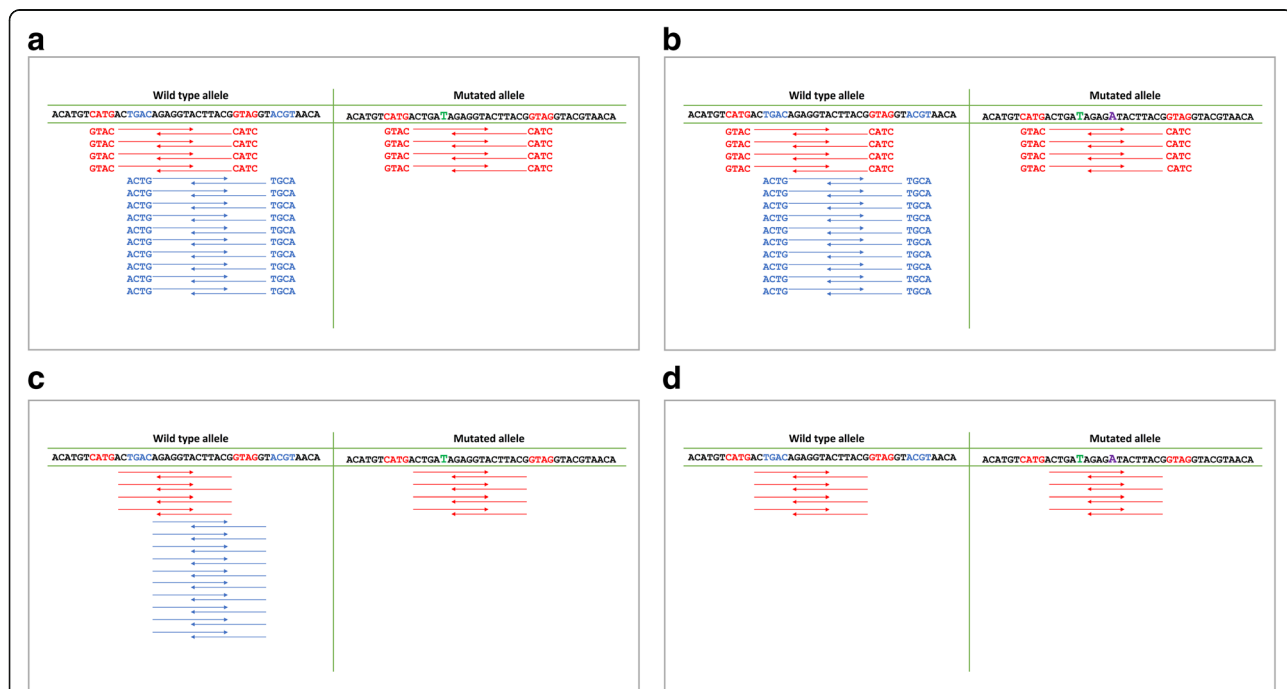 a
Wild type allele Mutated allele
ACATGTCATGACTGACAGAGGTACTTACGGTAGGTACGTAACA ACATGTCATGACTGATAGAGGTACTTACGGTAGGTACGTAACA
GTAC CATC GTAC CATC
GTAC CATC GTAC CATC
GTAC CATC GTAC CATC
GTAC CATC GTAC CATC
ACTG TGCA
ACTG TGCA
ACTG TGCA
ACTG TGCA
ACTG TGCA
ACTG TGCA
ACTG TGCA
ACTG TGCA
ACTG TGCA
ACTG TGCA
b
Wild type allele Mutated allele
ACATGTCATGACTGACAGAGGTACTTACGGTAGGTACGTAACA ACATGTCATGACTGATAGAGATACTTACGGTAGGTACGTAACA
GTAC CATC GTAC CATC
GTAC CATC GTAC CATC
GTAC CATC GTAC CATC
GTAC CATC GTAC CATC
ACTG TGCA
ACTG TGCA
ACTG TGCA
ACTG TGCA
ACTG TGCA
ACTG TGCA
ACTG TGCA
ACTG TGCA
ACTG TGCA
ACTG TGCA
c
Wild type allele Mutated allele
ACATGTCATGACTGACAGAGGTACTTACGGTAGGTACGTAACA ACATGTCATGACTGATAGAGGTACTTACGGTAGGTACGTAACA
d
Wild type allele Mutated allele
ACATGTCATGACTGACAGAGGTACTTACGGTAGGTACGTAACA ACATGTCATGACTGATAGAGATACTTACGGTAGGTACGTAACA